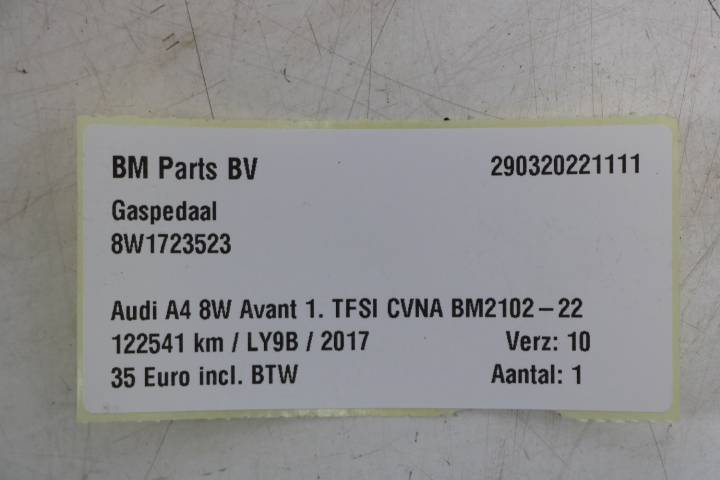 BM Parts BV 290320221111
Gaspedaal
8W1723523
Audi A4 8W Avant 1. TFSI CVNA BM2102-22
122541 km / LY9B / 2017 Verz: 10
35 Euro incl. BTW Aantal: 1